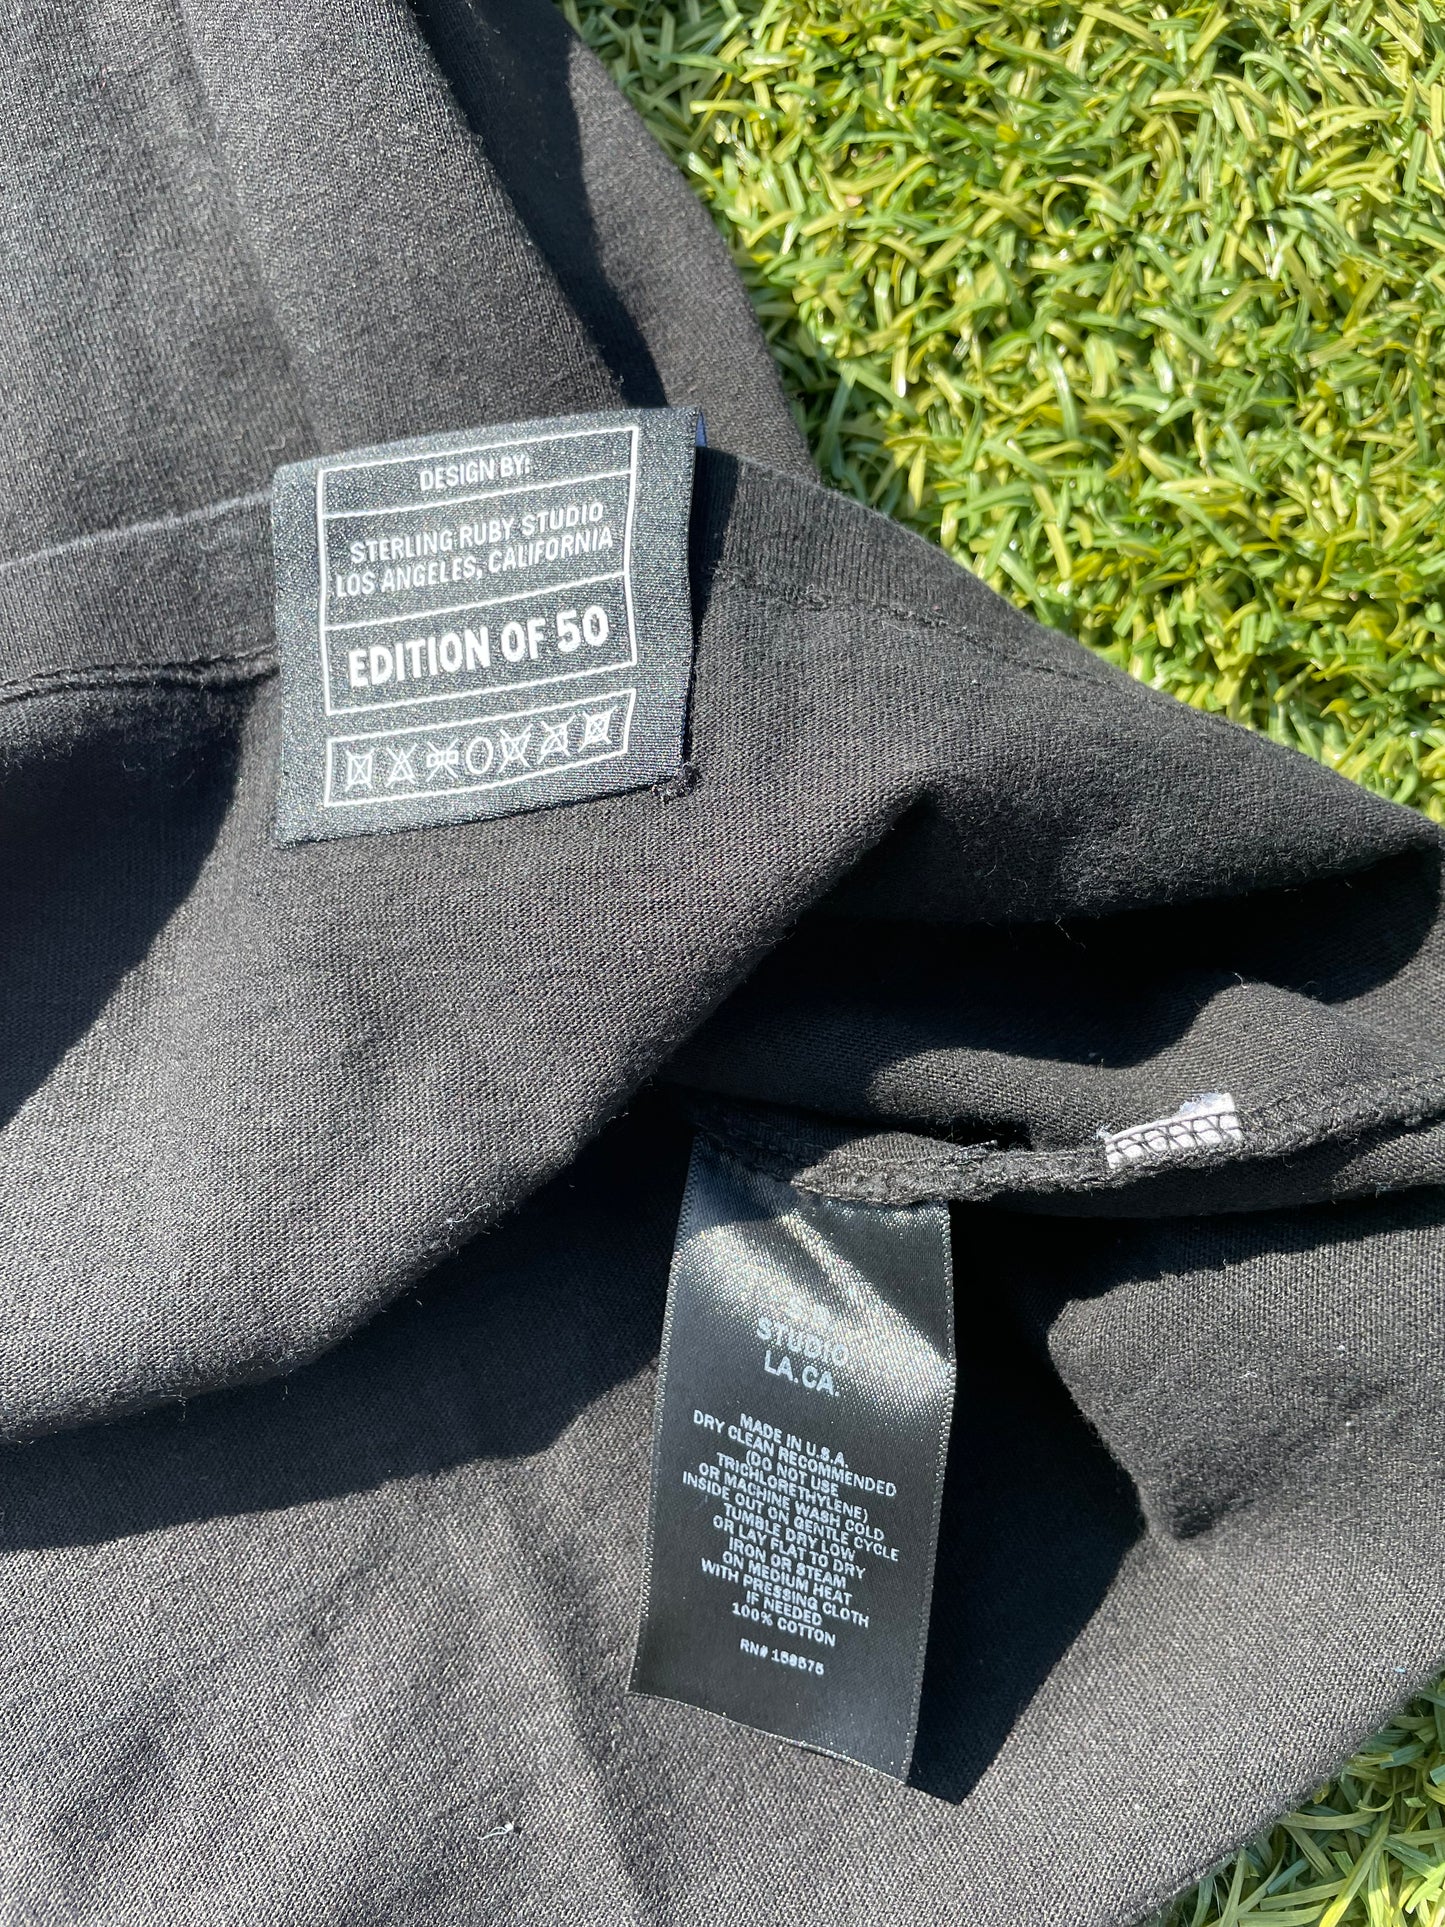 DESIGN BY:
STERLING RUBY STUDIO
LOS ANGELES, CALIFORNIA
EDITION OF 50
STUDIO
LA. CA.
MADE IN U.S.A.
DRY CLEAN RECOMMENDED
(DO NOT USE
TRICHLORETHYLENE)
OR MACHINE WASH COLD
INSIDE OUT ON GENTLE CYCLE
TUMBLE DRY LOW
OR LAY FLAT TO DRY
IRON OR STEAM
ON MEDIUM HEAT
WITH PRESSING CLOTH
IF NEEDED
100% COTTON
RN# 158575